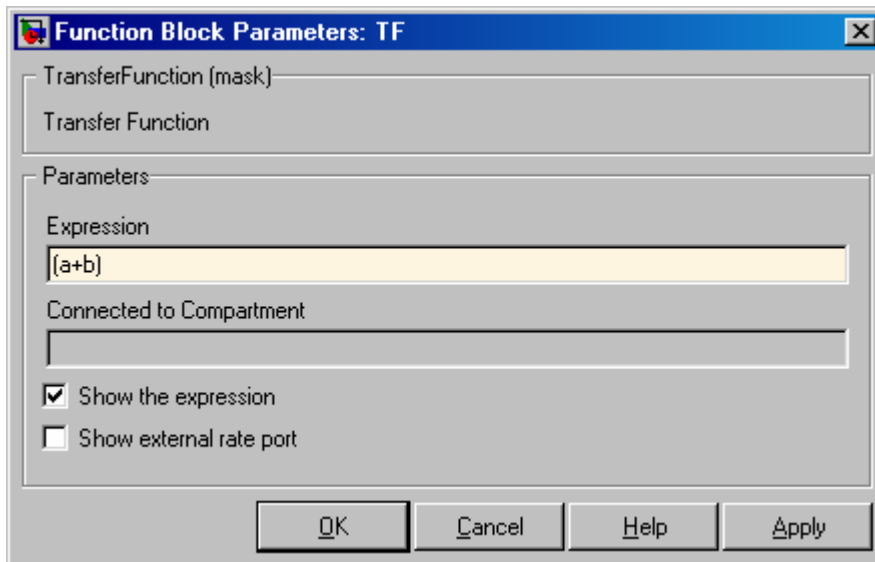 Function Block Parameters: TF
TransferFunction (mask)
Transfer Function
Parameters
Expression
(a+b)
Connected to Compartment
Show the expression
Show external rate port
OK Cancel Help Apply